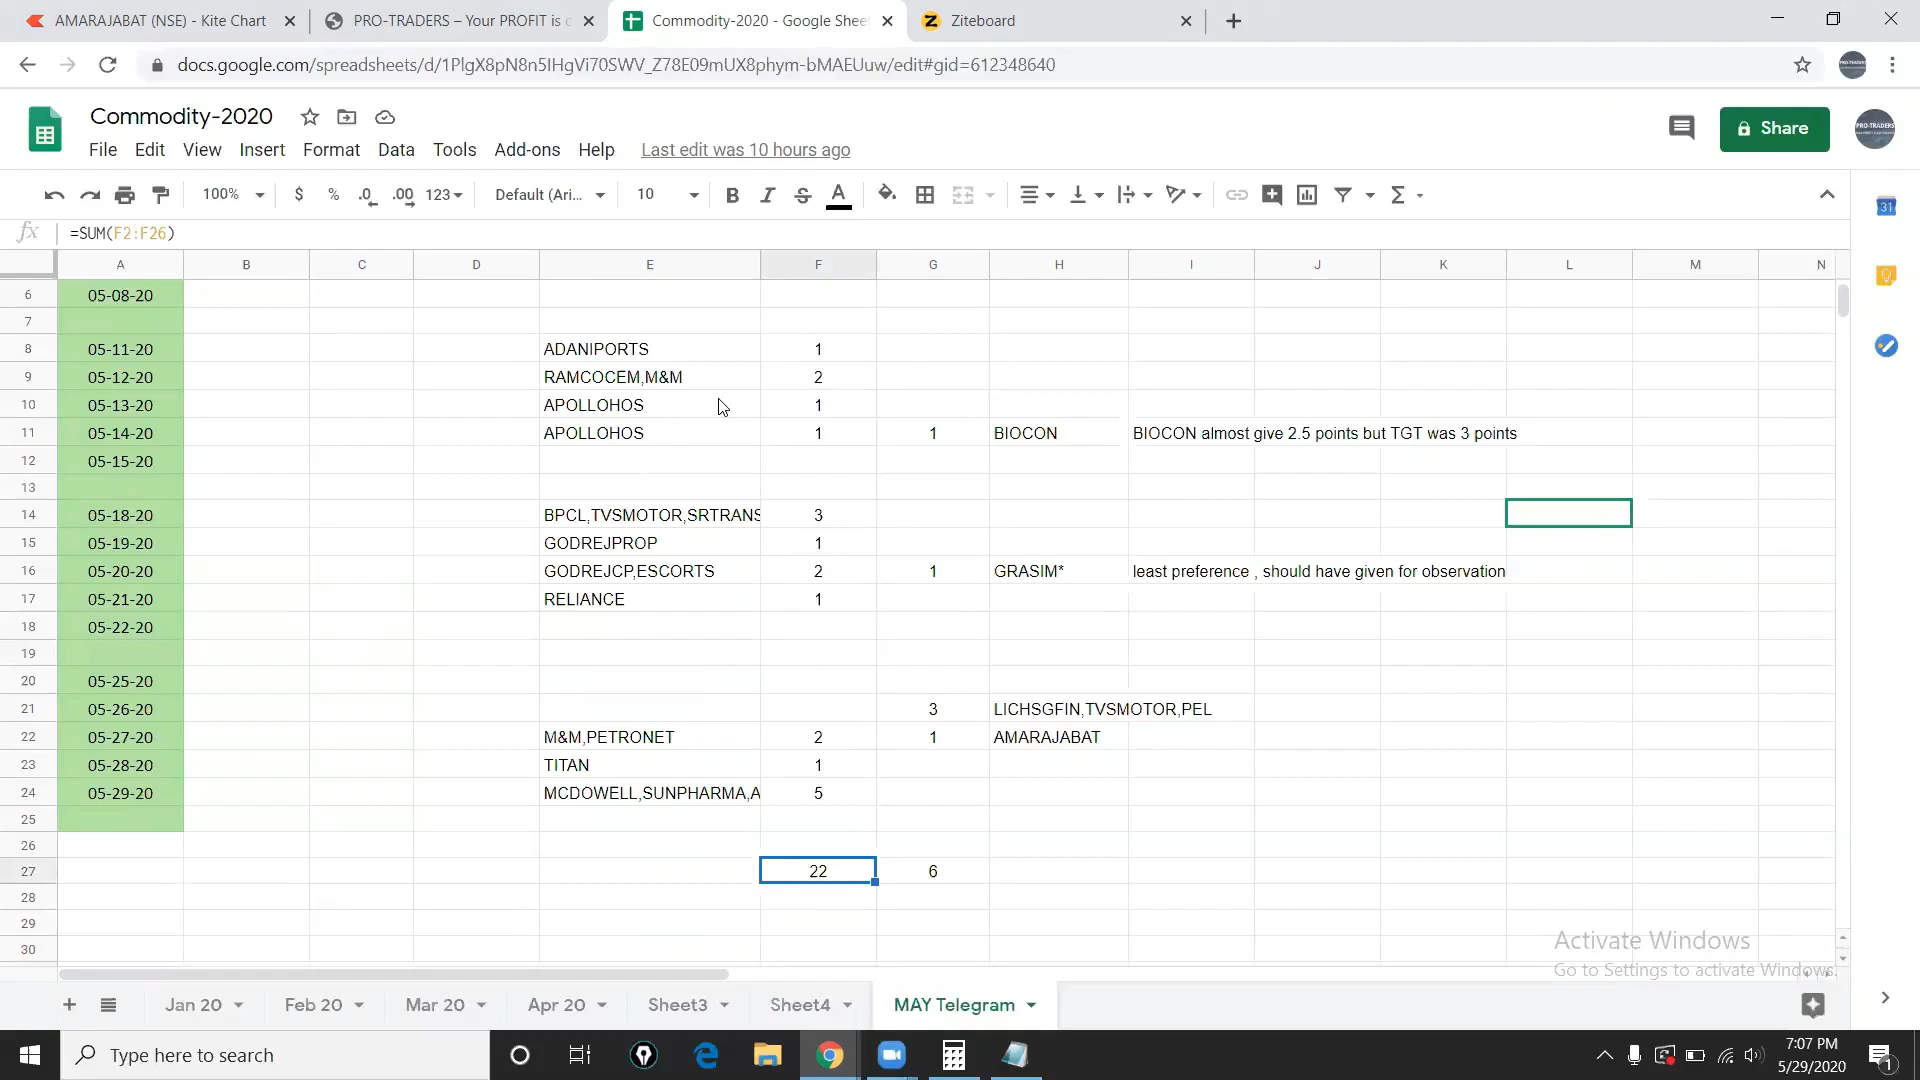 AMARAJABAT (NSE) - Kite Chart
PRO-TRADERS – Your PROFIT is c
Commodity-2020 - Google Shee
Ziteboard
docs.google.com/spreadsheets/d/1PlgX8pN8n5IHgVi70SWV_Z78E09mUX8phym-bMAEUuw/edit#gid=612348640
Commodity-2020
Share
PRO-TRADERS
File Edit View Insert Format Data Tools Add-ons Help Last edit was 10 hours ago
100% $ % .0 .00 123 Default (Ari... 10 B I S A Σ
31
fx =SUM(F2:F26)
A B C D E F G H I J K L M N
6 05-08-20
7
8 05-11-20 ADANIPORTS 1
9 05-12-20 RAMCOCEM,M&M 2
10 05-13-20 APOLLOHOS 1
11 05-14-20 APOLLOHOS 1 1 BIOCON BIOCON almost give 2.5 points but TGT was 3 points
12 05-15-20
13
14 05-18-20 BPCL,TVSMOTOR,SRTRANS 3
15 05-19-20 GODREJPROP 1
16 05-20-20 GODREJCP,ESCORTS 2 1 GRASIM* least preference , should have given for observation
17 05-21-20 RELIANCE 1
18 05-22-20
19
20 05-25-20
21 05-26-20 3 LICHSGFIN,TVSMOTOR,PEL
22 05-27-20 M&M,PETRONET 2 1 AMARAJABAT
23 05-28-20 TITAN 1
24 05-29-20 MCDOWELL,SUNPHARMA,A 5
25
26
27 22 6
28
29
30
Activate Windows
Go to Settings to activate Windows.
Jan 20 Feb 20 Mar 20 Apr 20 Sheet3 Sheet4 MAY Telegram
Type here to search
7:07 PM
5/29/2020
1